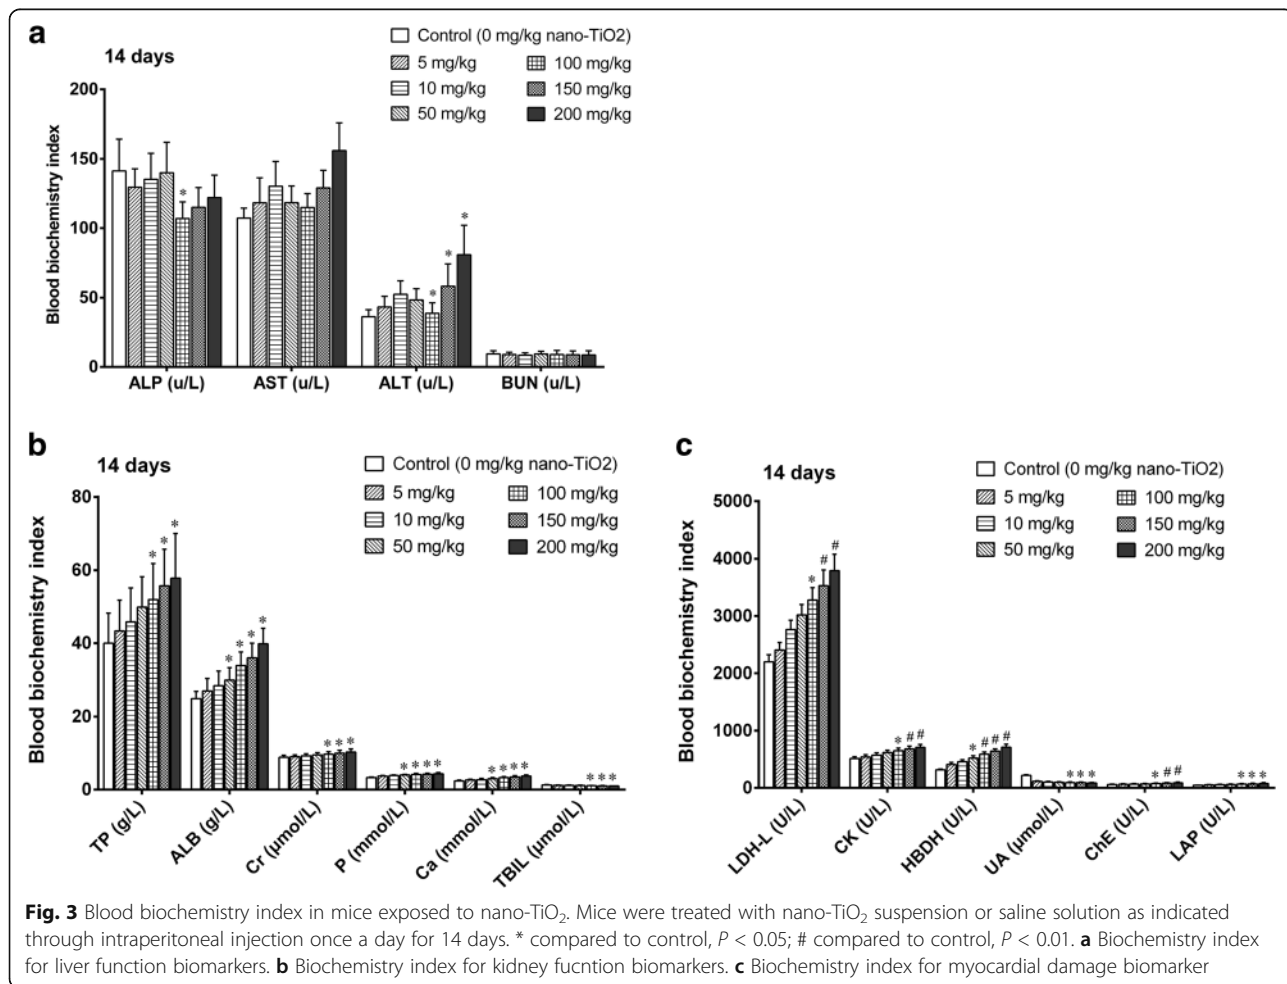 a
14 days
Control (0 mg/kg nano-TiO2)
5 mg/kg
100 mg/kg
10 mg/kg
150 mg/kg
50 mg/kg
200 mg/kg
Blood biochemistry index
200
150
100
50
0
* * * *
ALP (u/L) AST (u/L) ALT (u/L) BUN (u/L)
b
14 days
Control (0 mg/kg nano-TiO2)
5 mg/kg
100 mg/kg
10 mg/kg
150 mg/kg
50 mg/kg
200 mg/kg
Blood biochemistry index
80
60
40
20
0
* * *
* * * *
* * *
* * * *
* * * *
* * *
TP (g/L) ALB (g/L) Cr (μmol/L) P (mmol/L) Ca (mmol/L) TBIL (μmol/L)
c
14 days
Control (0 mg/kg nano-TiO2)
5 mg/kg
100 mg/kg
10 mg/kg
150 mg/kg
50 mg/kg
200 mg/kg
Blood biochemistry index
5000
4000
3000
2000
1000
0
* # #
* # #
* # # #
* * *
* # #
* * *
LDH-L (U/L) CK (U/L) HBDH (U/L) UA (μmol/L) ChE (U/L) LAP (U/L)
Fig. 3 Blood biochemistry index in mice exposed to nano-TiO₂. Mice were treated with nano-TiO₂ suspension or saline solution as indicated
through intraperitoneal injection once a day for 14 days. * compared to control, P < 0.05; # compared to control, P < 0.01. a Biochemistry index
for liver function biomarkers. b Biochemistry index for kidney fucntion biomarkers. c Biochemistry index for myocardial damage biomarker